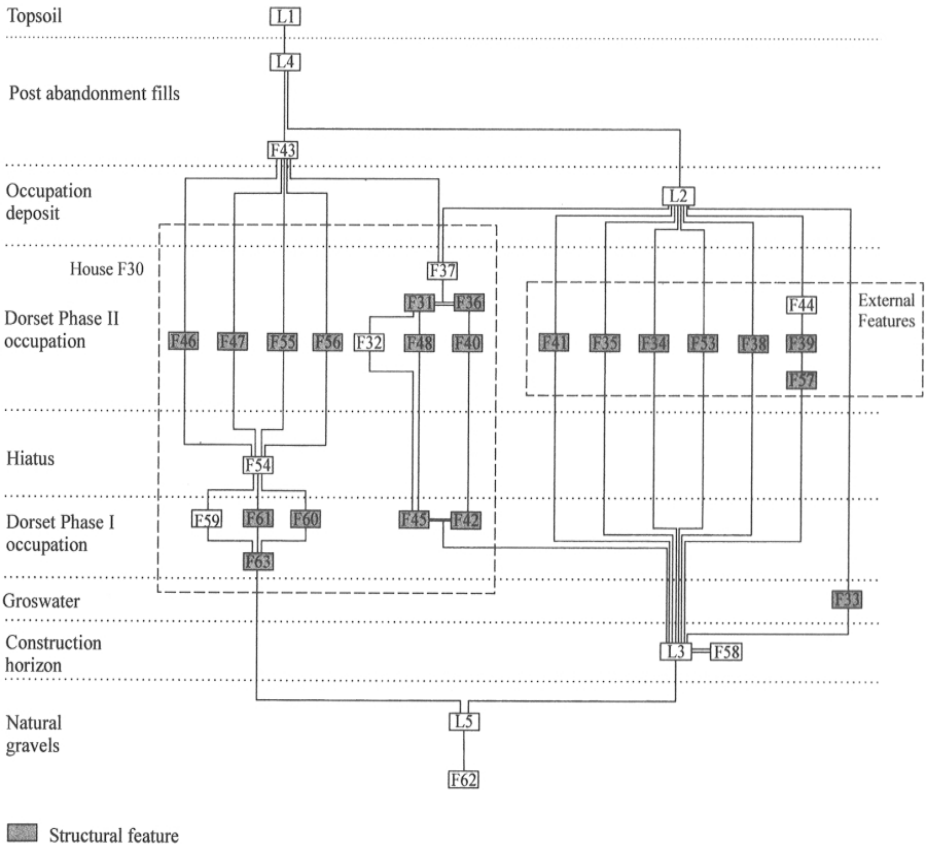 Topsoil
L1
L4
Post abandonment fills
F43
Occupation
deposit
L2
House F30
F37
F31 F36
F44
External
Features
Dorset Phase II
occupation
F46 F47 F55 F56 F32 F48 F40 F41 F35 F34 F53 F38 F39
F57
Hiatus
F54
Dorset Phase I
occupation
F59 F61 F60 F45 F42
F63
Groswater
F33
Construction
horizon
L3 F58
Natural
gravels
L5
F62
Structural feature